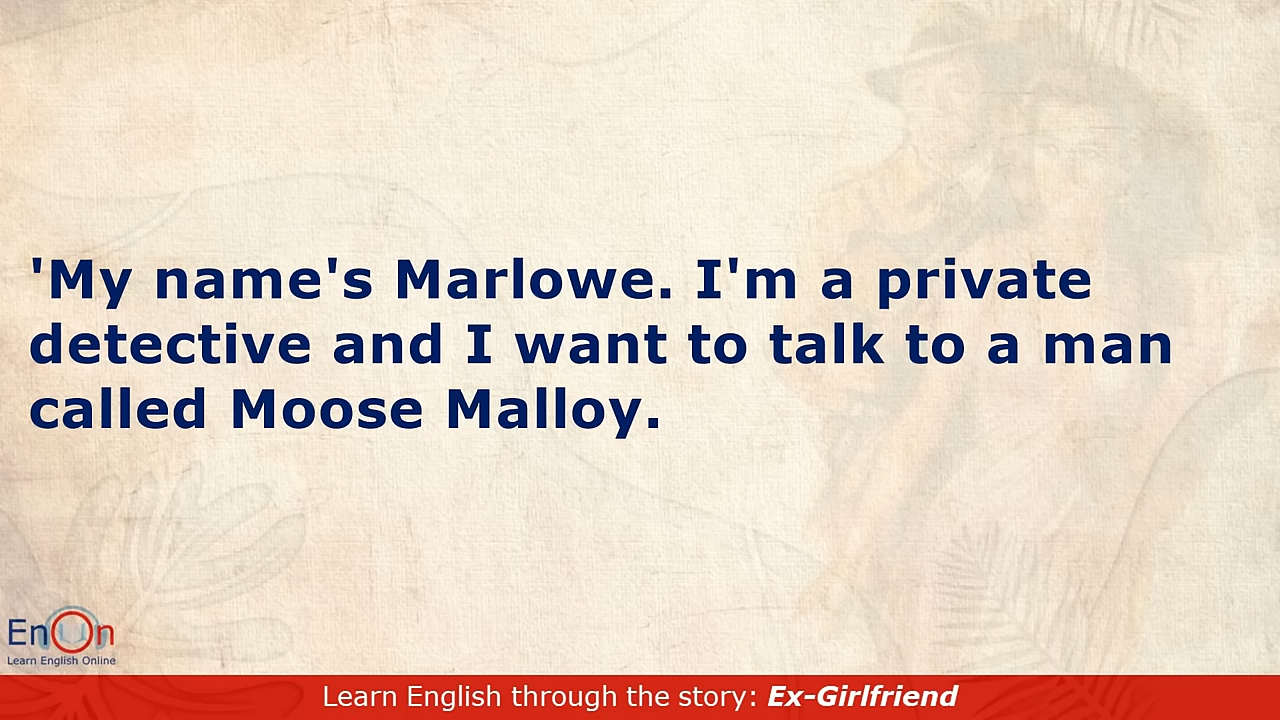 'My name's Marlowe. I'm a private
detective and I want to talk to a man
called Moose Malloy.
EnOn
Learn English Online
Learn English through the story: Ex-Girlfriend